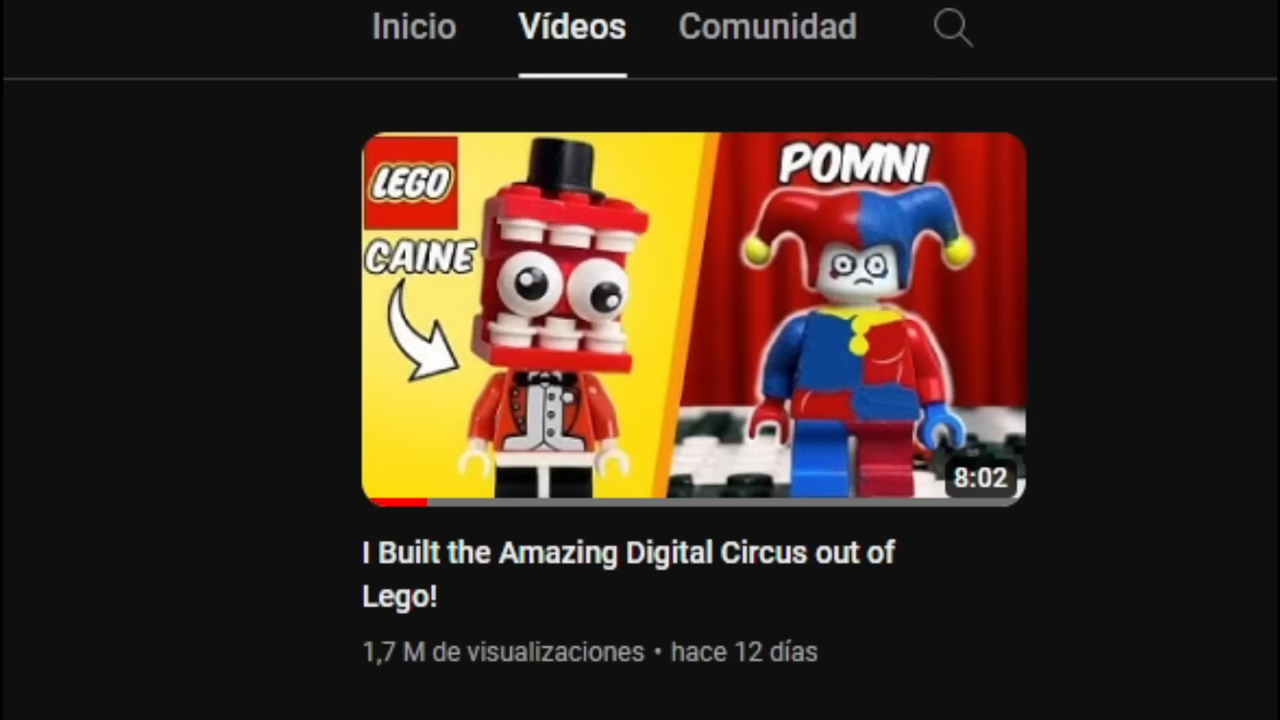 Inicio Vídeos Comunidad
LEGO
CAINE
POMNI
8:02
I Built the Amazing Digital Circus out of
Lego!
1,7 M de visualizaciones • hace 12 días